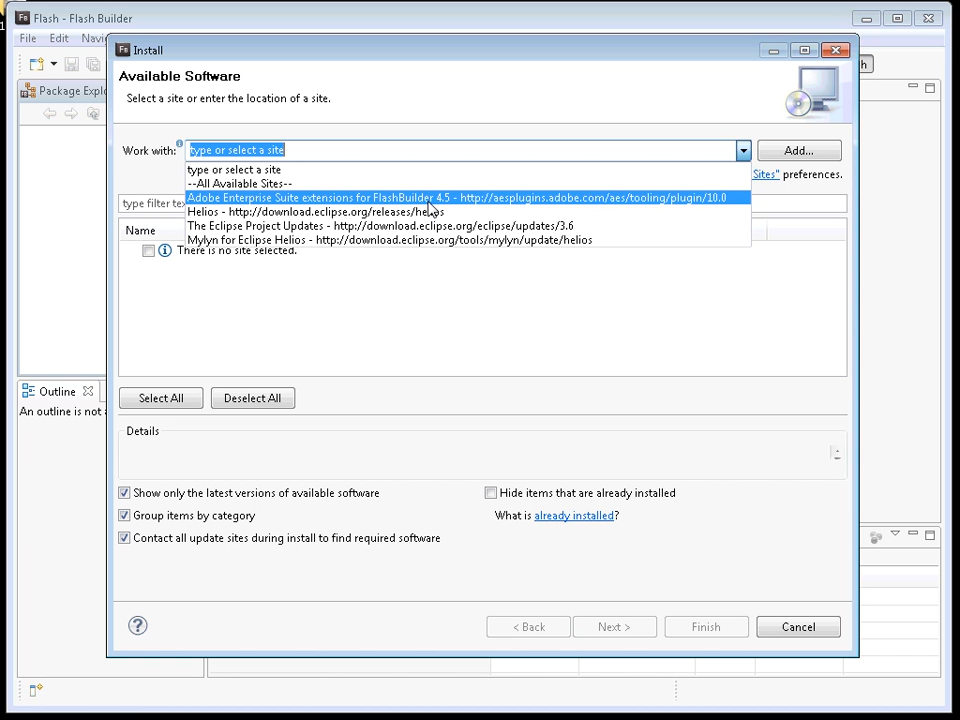 Flash - Flash Builder
File Edit Navi
Install
Available Software
Select a site or enter the location of a site.
Package Explo
Work with:
type or select a site
Add...
type or select a site
--All Available Sites--
Sites" preferences.
Adobe Enterprise Suite extensions for FlashBuilder 4.5 - http://aesplugins.adobe.com/aes/tooling/plugin/10.0
type filter tex
Helios - http://download.eclipse.org/releases/helios
The Eclipse Project Updates - http://download.eclipse.org/eclipse/updates/3.6
Name
Mylyn for Eclipse Helios - http://download.eclipse.org/tools/mylyn/update/helios
There is no site selected.
Outline
An outline is not a
Select All
Deselect All
Details
Show only the latest versions of available software
Hide items that are already installed
Group items by category
What is already installed?
Contact all update sites during install to find required software
< Back
Next >
Finish
Cancel